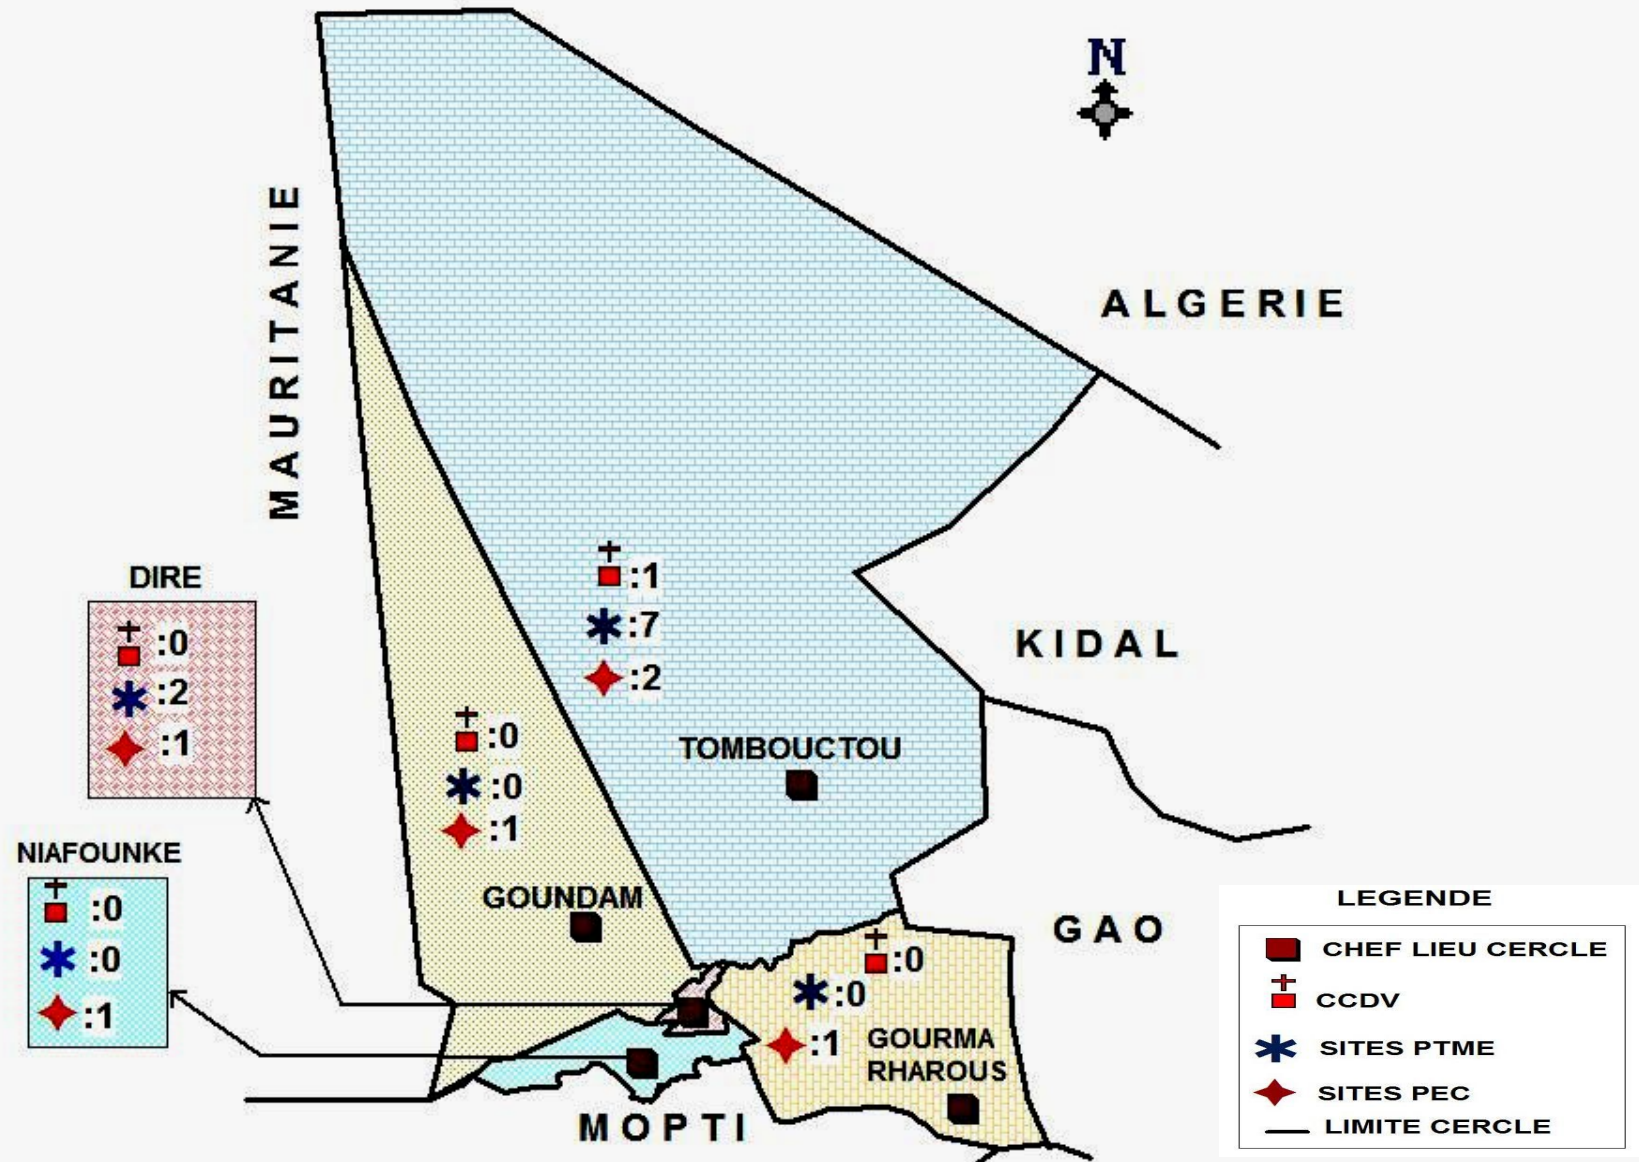 N
MAURITANIE
ALGERIE
DIRE
:0
:2
:1
:1
:7
:2
KIDAL
:0
:0
:1
TOMBOUCTOU
NIAFOUNKE
:0
:0
:1
GOUNDAM
GAO
:0
:0
:1
GOURMA
RHAROUS
MOPTI
LEGENDE
CHEF LIEU CERCLE
CCDV
SITES PTME
SITES PEC
LIMITE CERCLE